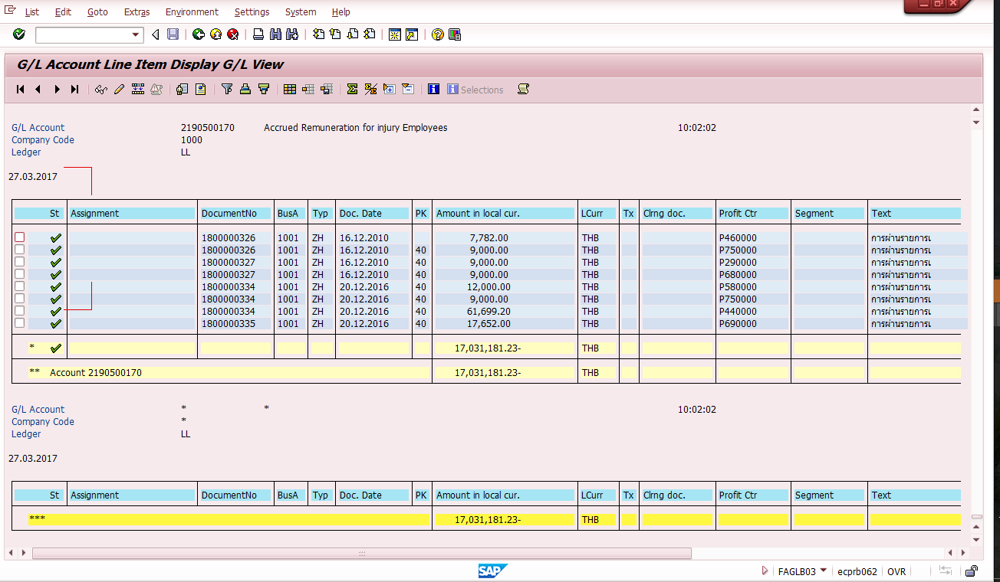 List Edit Goto Extras Environment Settings System Help
G/L Account Line Item Display G/L View
Selections
G/L Account 2190500170 Accrued Remuneration for injury Employees 10:02:02
Company Code 1000
Ledger LL
27.03.2017
St Assignment DocumentNo BusA Typ Doc. Date PK Amount in local cur. LCurr Tx Clrng doc. Profit Ctr Segment Text
1800000326 1001 ZH 16.12.2010 7,782.00 THB P460000 การผ่านรายการเ
1800000326 1001 ZH 16.12.2010 40 9,000.00 THB P750000 การผ่านรายการเ
1800000327 1001 ZH 16.12.2010 40 9,000.00 THB P290000 การผ่านรายการเ
1800000327 1001 ZH 16.12.2010 40 9,000.00 THB P680000 การผ่านรายการเ
1800000334 1001 ZH 20.12.2016 40 12,000.00 THB P580000 การผ่านรายการเ
1800000334 1001 ZH 20.12.2016 40 9,000.00 THB P750000 การผ่านรายการเ
1800000334 1001 ZH 20.12.2016 40 61,699.20 THB P440000 การผ่านรายการเ
1800000335 1001 ZH 20.12.2016 40 17,652.00 THB P690000 การผ่านรายการเ
* 17,031,181.23- THB
** Account 2190500170 17,031,181.23- THB
G/L Account * * 10:02:02
Company Code *
Ledger LL
27.03.2017
St Assignment DocumentNo BusA Typ Doc. Date PK Amount in local cur. LCurr Tx Clrng doc. Profit Ctr Segment Text
*** 17,031,181.23- THB
SAP FAGLB03 ecprb062 OVR